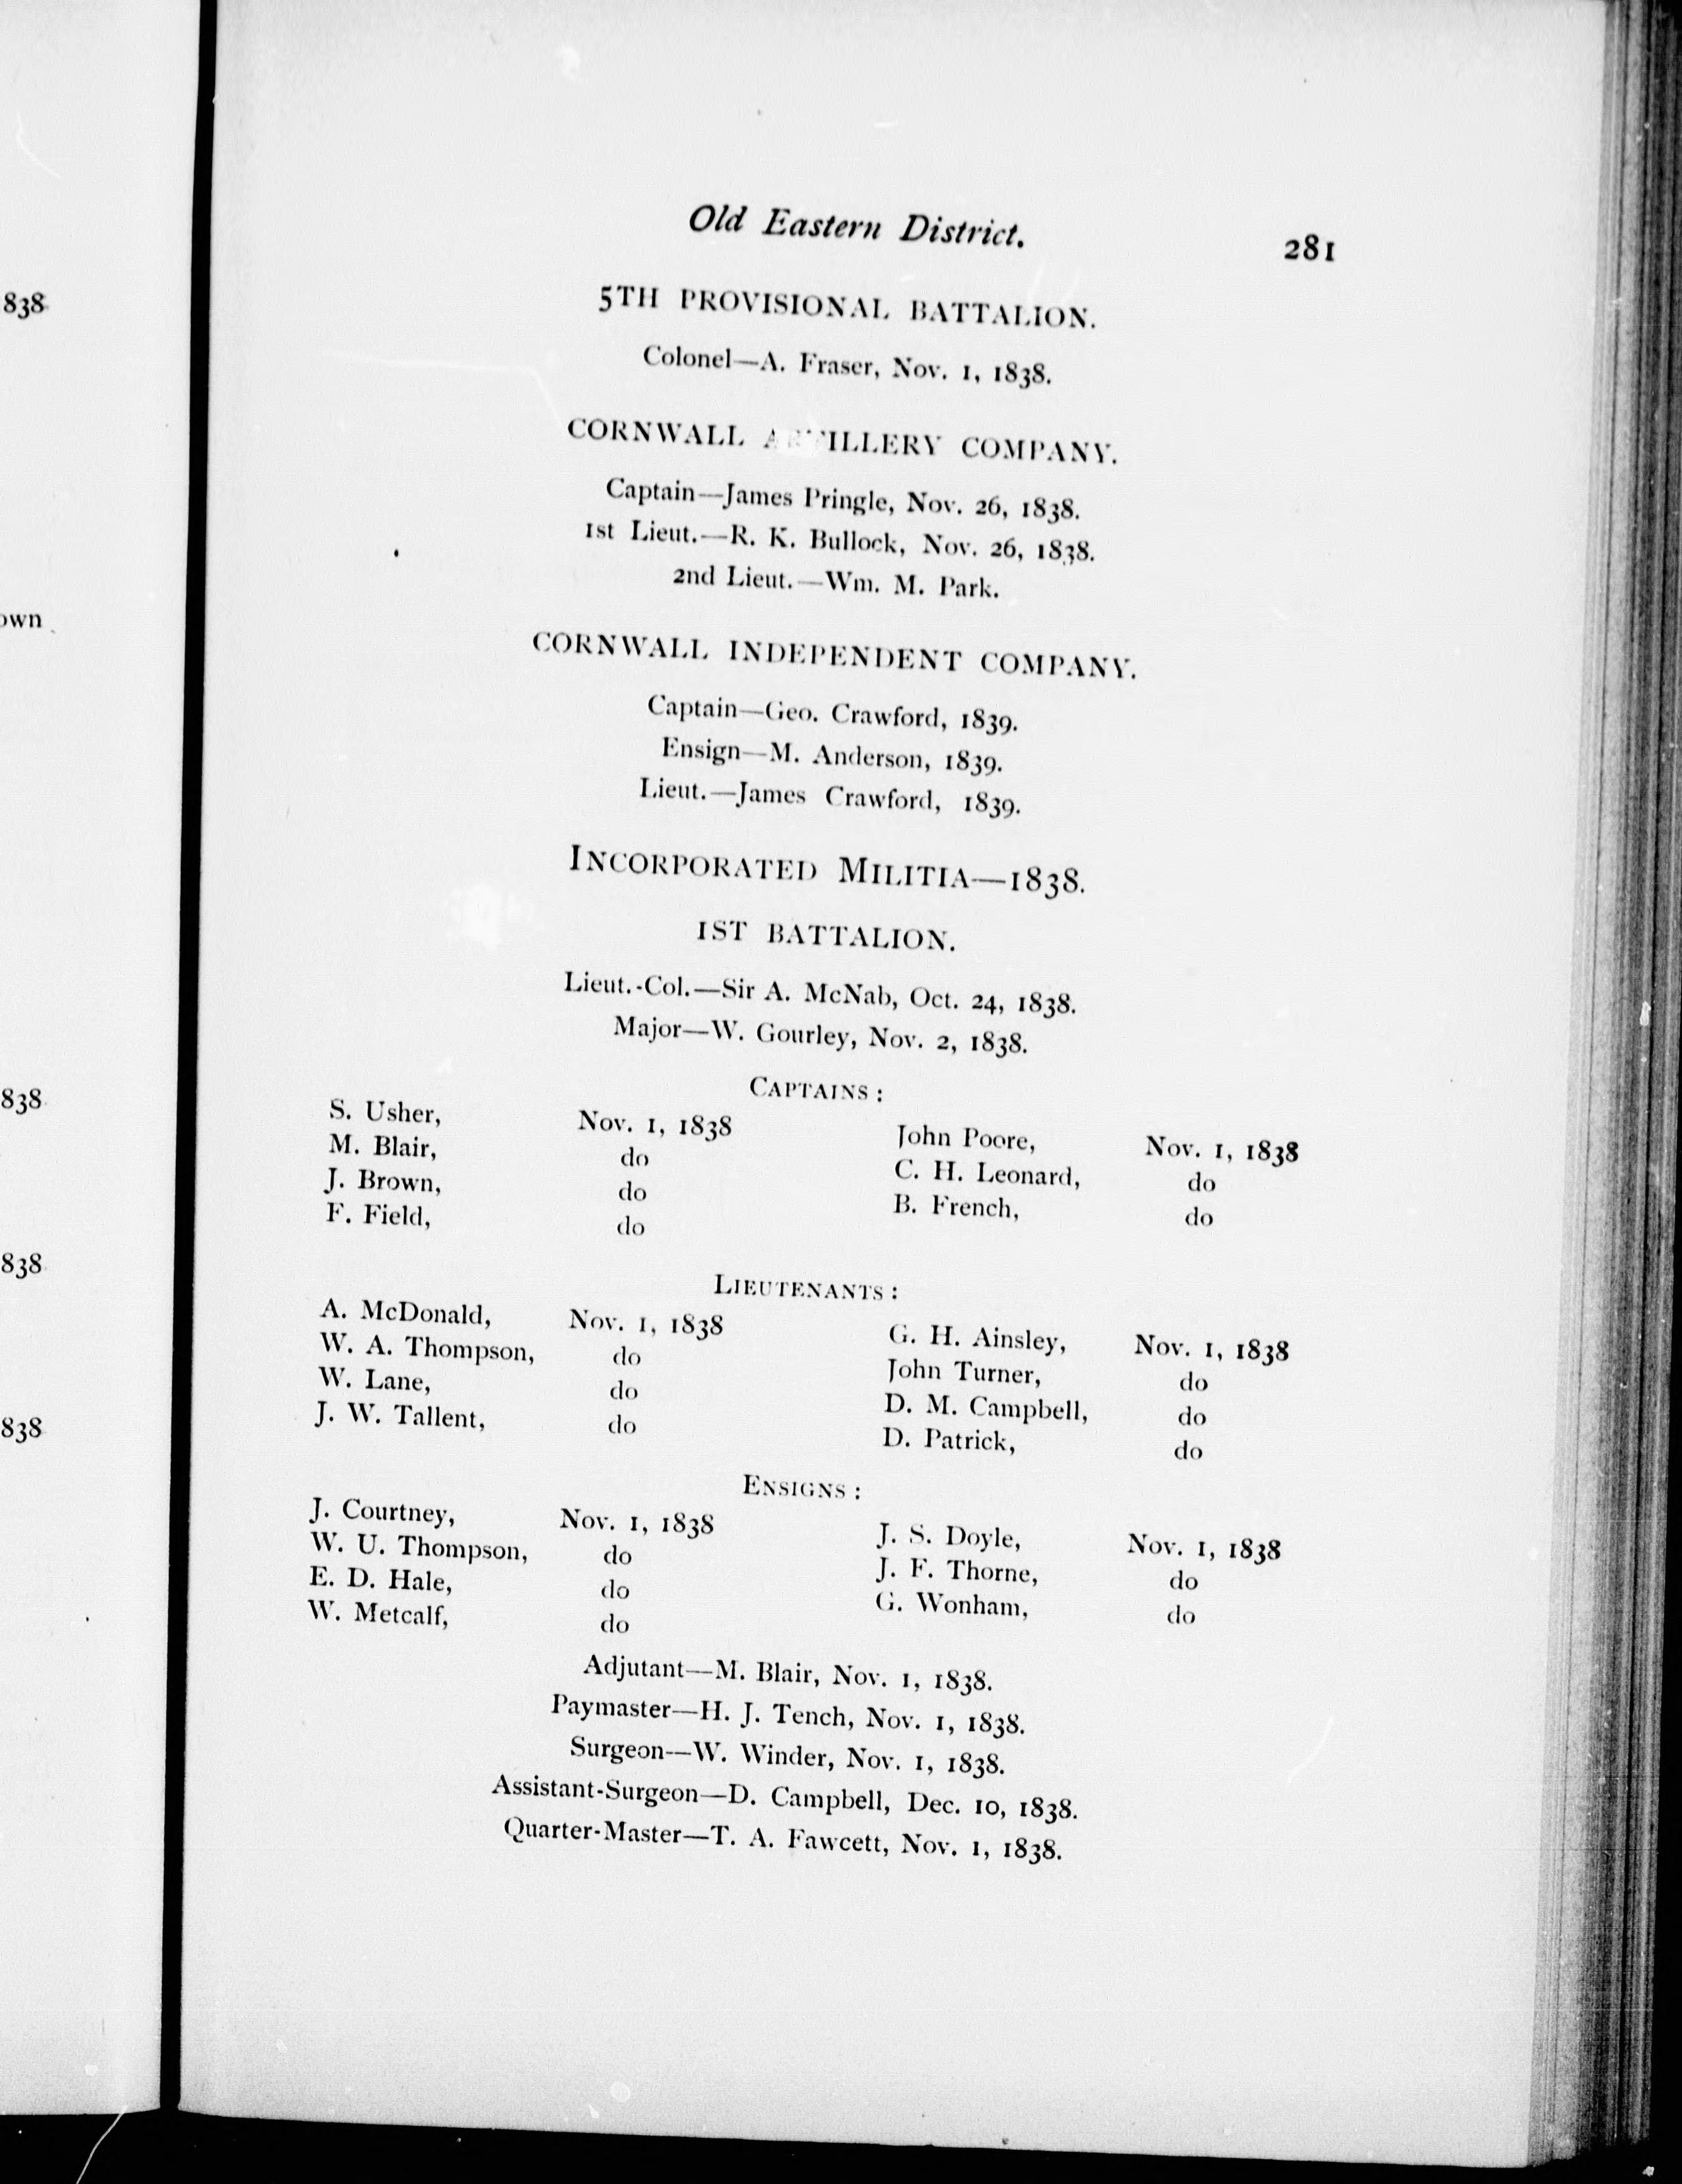 Old Eastern District. 281
5TH PROVISIONAL BATTALION.
Colonel—A. Fraser, Nov. 1, 1838.
CORNWALL ARTILLERY COMPANY.
Captain—James Pringle, Nov. 26, 1838.
1st Lieut.—R. K. Bullock, Nov. 26, 1838.
2nd Lieut.—Wm. M. Park.
CORNWALL INDEPENDENT COMPANY.
Captain—Geo. Crawford, 1839.
Ensign—M. Anderson, 1839.
Lieut.—James Crawford, 1839.
INCORPORATED MILITIA—1838.
1ST BATTALION.
Lieut.-Col.—Sir A. McNab, Oct. 24, 1838.
Major—W. Gourley, Nov. 2, 1838.
CAPTAINS:
S. Usher, Nov. 1, 1838 John Poore, Nov. 1, 1838
M. Blair, do C. H. Leonard, do
J. Brown, do B. French, do
F. Field, do
LIEUTENANTS:
A. McDonald, Nov. 1, 1838 G. H. Ainsley, Nov. 1, 1838
W. A. Thompson, do John Turner, do
W. Lane, do D. M. Campbell, do
J. W. Tallent, do D. Patrick, do
ENSIGNS:
J. Courtney, Nov. 1, 1838 J. S. Doyle, Nov. 1, 1838
W. U. Thompson, do J. F. Thorne, do
E. D. Hale, do G. Wonham, do
W. Metcalf, do
Adjutant—M. Blair, Nov. 1, 1838.
Paymaster—H. J. Tench, Nov. 1, 1838.
Surgeon—W. Winder, Nov. 1, 1838.
Assistant-Surgeon—D. Campbell, Dec. 10, 1838.
Quarter-Master—T. A. Fawcett, Nov. 1, 1838.